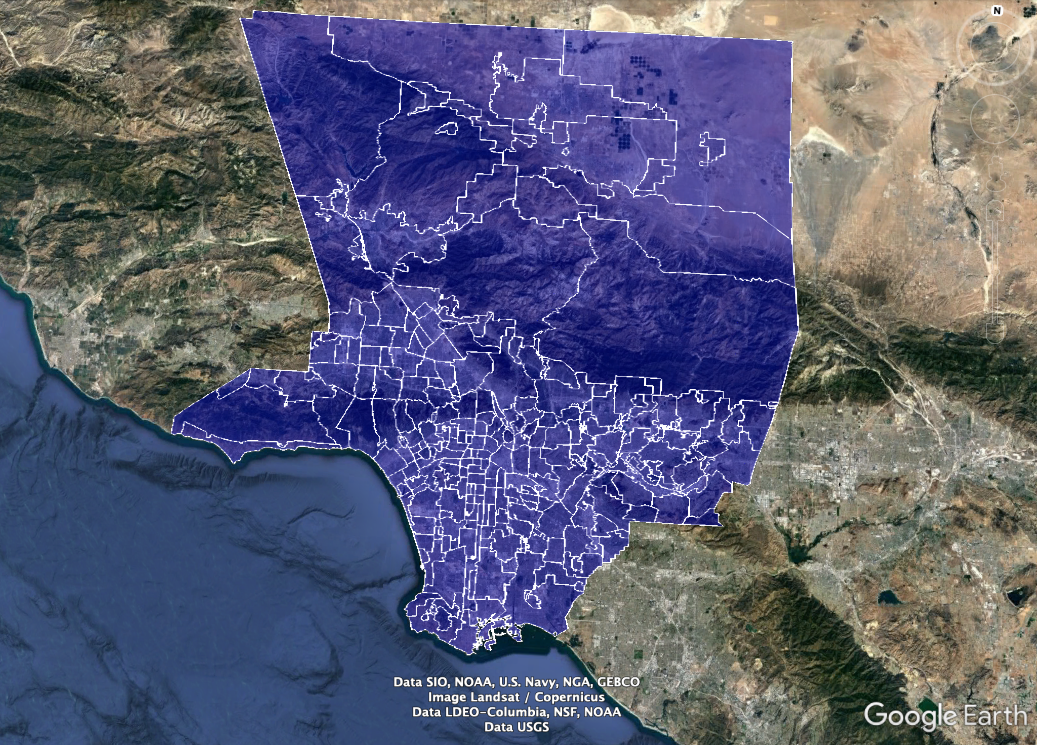 N
Data SIO, NOAA, U.S. Navy, NGA, GEBCO
Image Landsat / Copernicus
Data LDEO-Columbia, NSF, NOAA
Data USGS
Google Earth